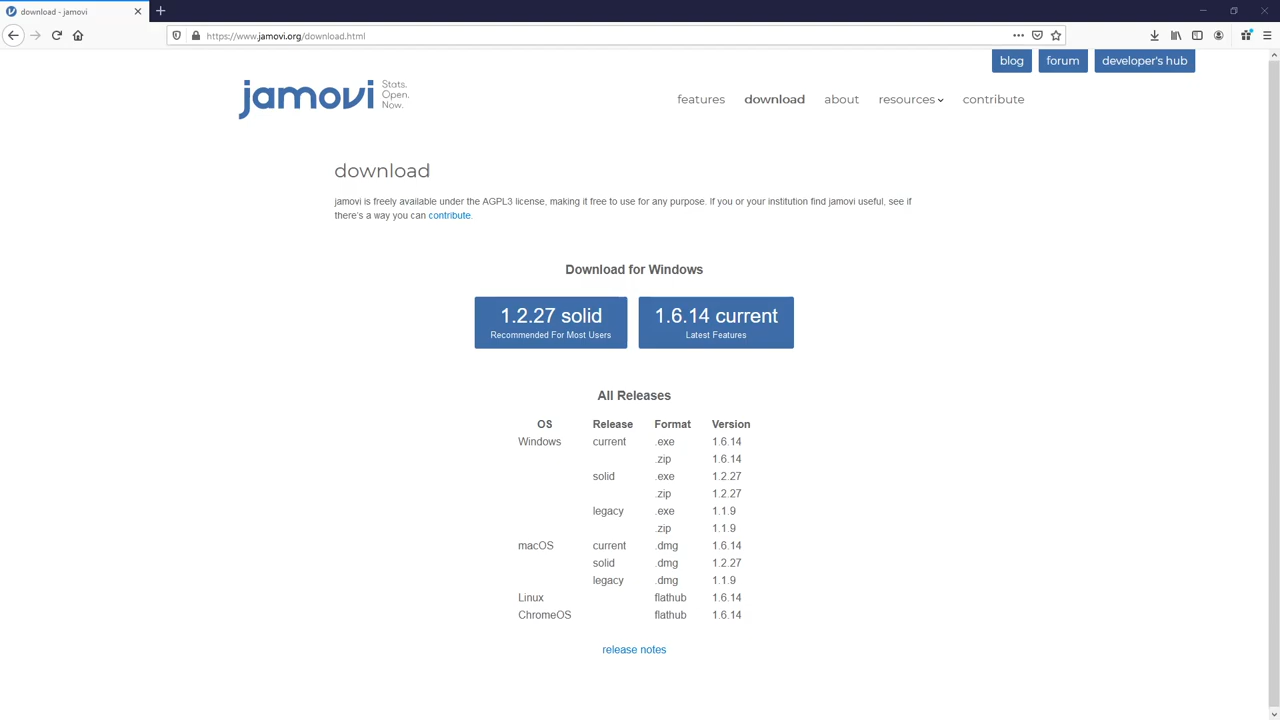 download - jamovi
https://www.jamovi.org/download.html
blog forum developer's hub
jamovi Stats. Open. Now.
features download about resources contribute
download
jamovi is freely available under the AGPL3 license, making it free to use for any purpose. If you or your institution find jamovi useful, see if
there's a way you can contribute.
Download for Windows
1.2.27 solid 1.6.14 current
Recommended For Most Users Latest Features
All Releases
OS Release Format Version
Windows current .exe 1.6.14
.zip 1.6.14
solid .exe 1.2.27
.zip 1.2.27
legacy .exe 1.1.9
.zip 1.1.9
macOS current .dmg 1.6.14
solid .dmg 1.2.27
legacy .dmg 1.1.9
Linux flathub 1.6.14
ChromeOS flathub 1.6.14
release notes